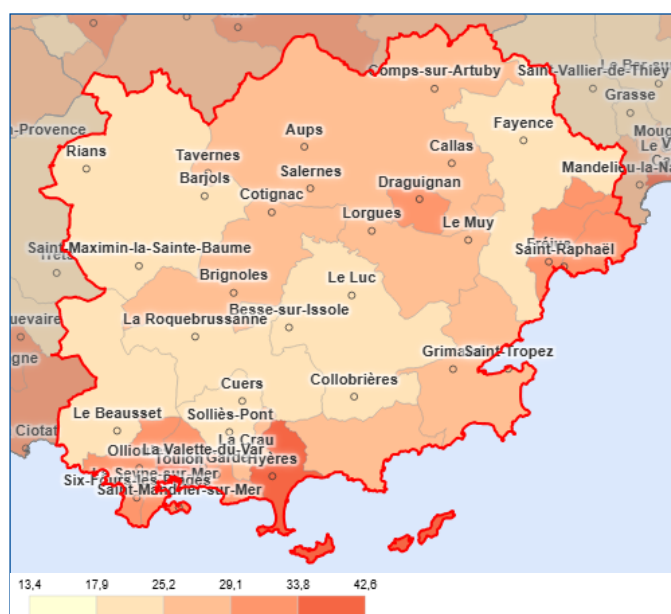 Comps-sur-Artuby
Saint-Vallier-de-Thiey
Grasse
Fayence
Aups
-Provence
Rians
Tavernes
Callas
Barjols
Salernes
Mandelieu-la-Na
Draguignan
Cotignac
Lorgues
Le Muy
Saint-Maximin-la-Sainte-Baume
Saint-Raphaël
Brignoles
Le Luc
Besse-sur-Issole
La Roquebrussanne
Grima
Saint-Tropez
Cuers
Collobrières
Le Beausset
Solliès-Pont
La Crau
La Valette-du-Var
Ollio
Toulon
Hyères
Ciotat
La Seyne-sur-Mer
Six-Fours-les-Plages
Saint-Mandrier-sur-Mer
13,4 17,9 25,2 29,1 33,8 42,6